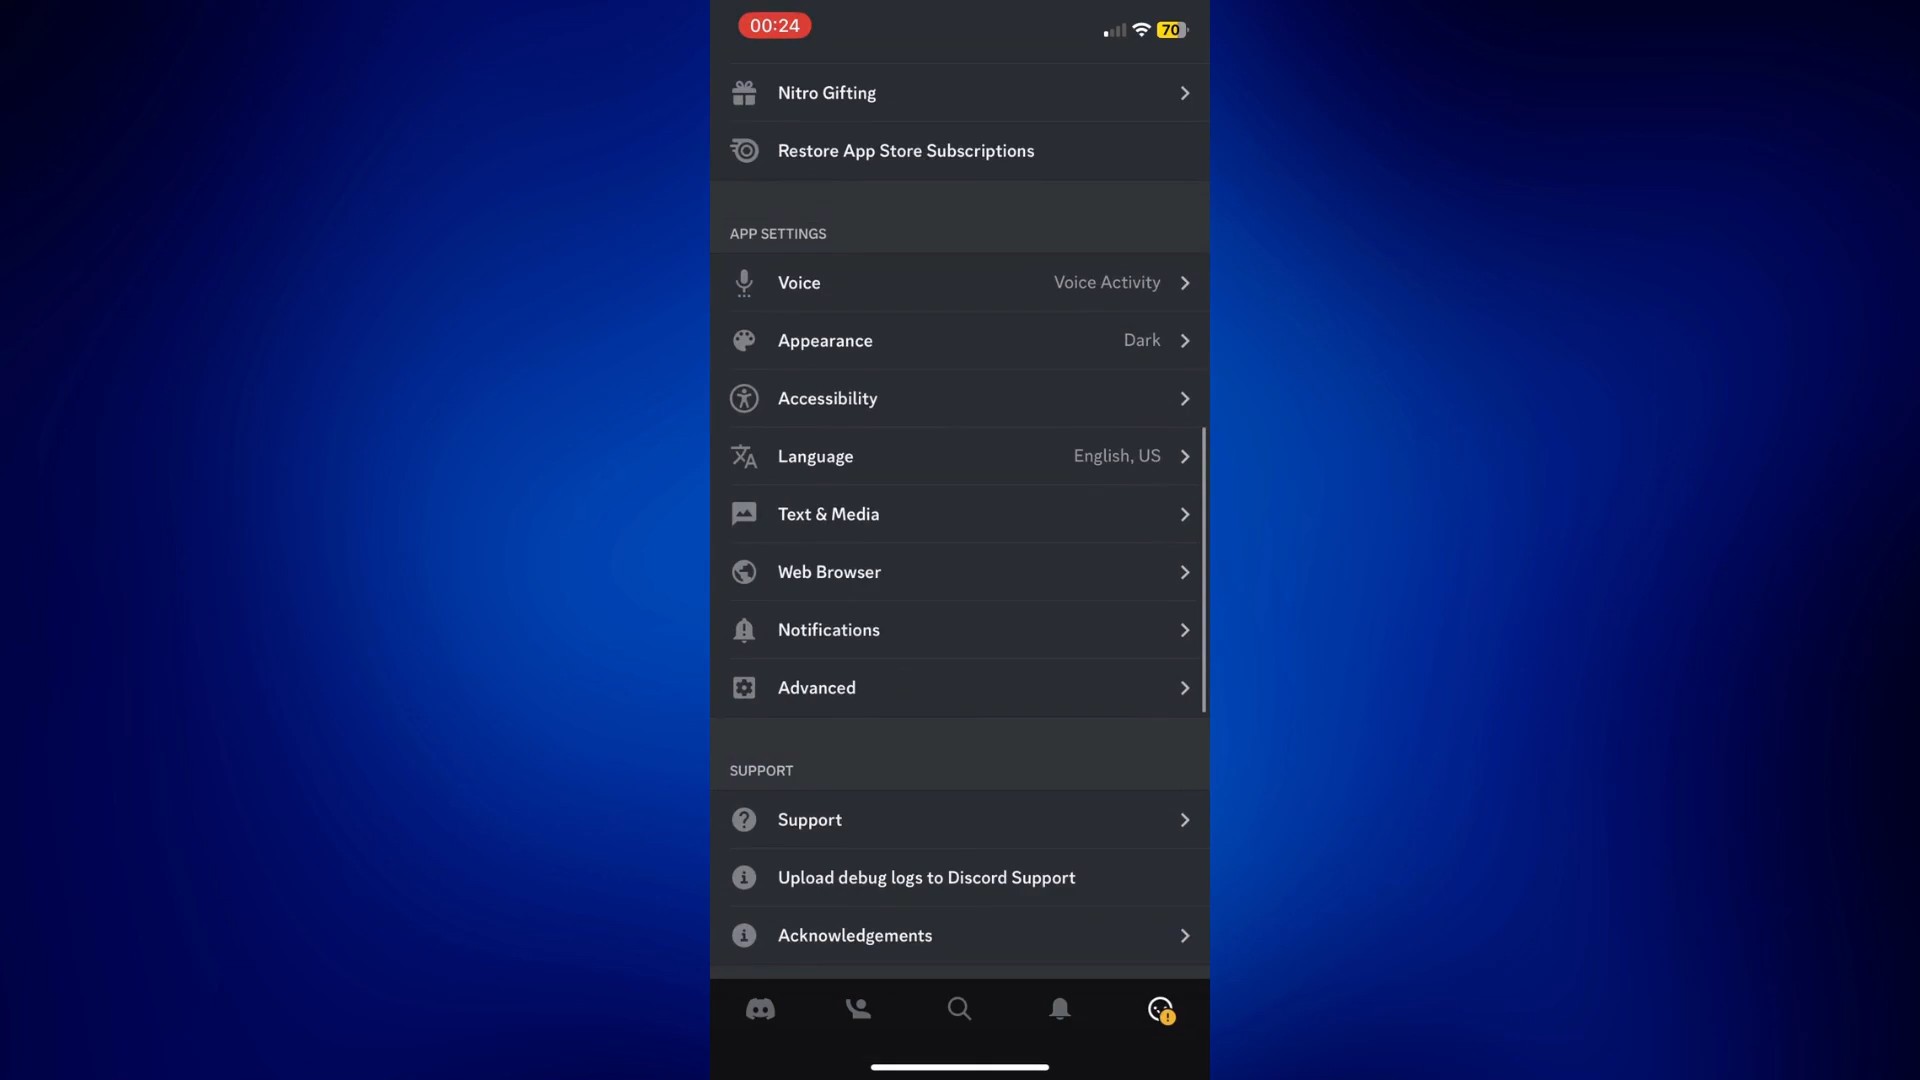 00:24
70
Nitro Gifting
Restore App Store Subscriptions
APP SETTINGS
Voice Voice Activity
Appearance Dark
Accessibility
Language English, US
Text & Media
Web Browser
Notifications
Advanced
SUPPORT
Support
Upload debug logs to Discord Support
Acknowledgements